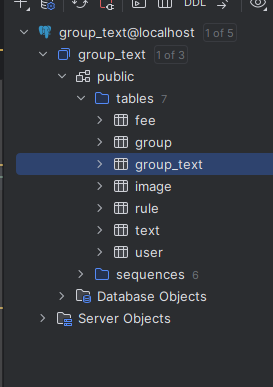 DDL
group_text@localhost 1 of 5
group_text 1 of 3
public
tables 7
fee
group
group_text
image
rule
text
user
sequences 6
Database Objects
Server Objects